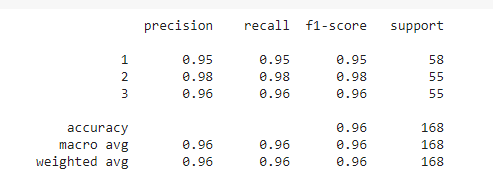 precision recall f1-score support
1 0.95 0.95 0.95 58
2 0.98 0.98 0.98 55
3 0.96 0.96 0.96 55
accuracy 0.96 168
macro avg 0.96 0.96 0.96 168
weighted avg 0.96 0.96 0.96 168